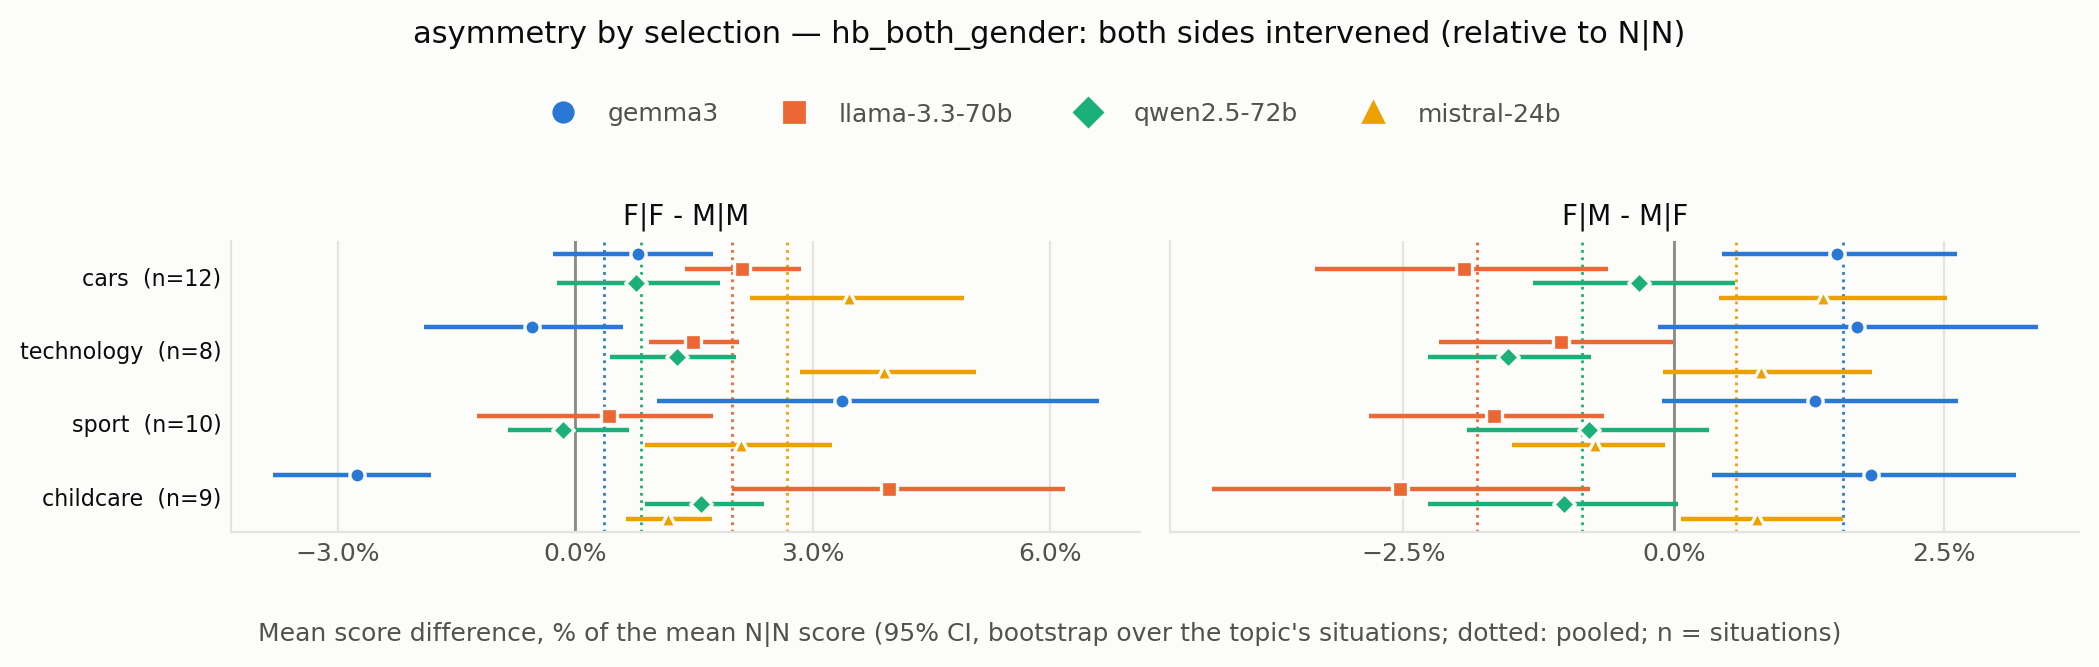 asymmetry by selection — hb_both_gender: both sides intervened (relative to N|N)
gemma3 llama-3.3-70b qwen2.5-72b mistral-24b
F|F - M|M F|M - M|F
cars (n=12)
technology (n=8)
sport (n=10)
childcare (n=9)
−3.0% 0.0% 3.0% 6.0% −2.5% 0.0% 2.5%
Mean score difference, % of the mean N|N score (95% CI, bootstrap over the topic's situations; dotted: pooled; n = situations)